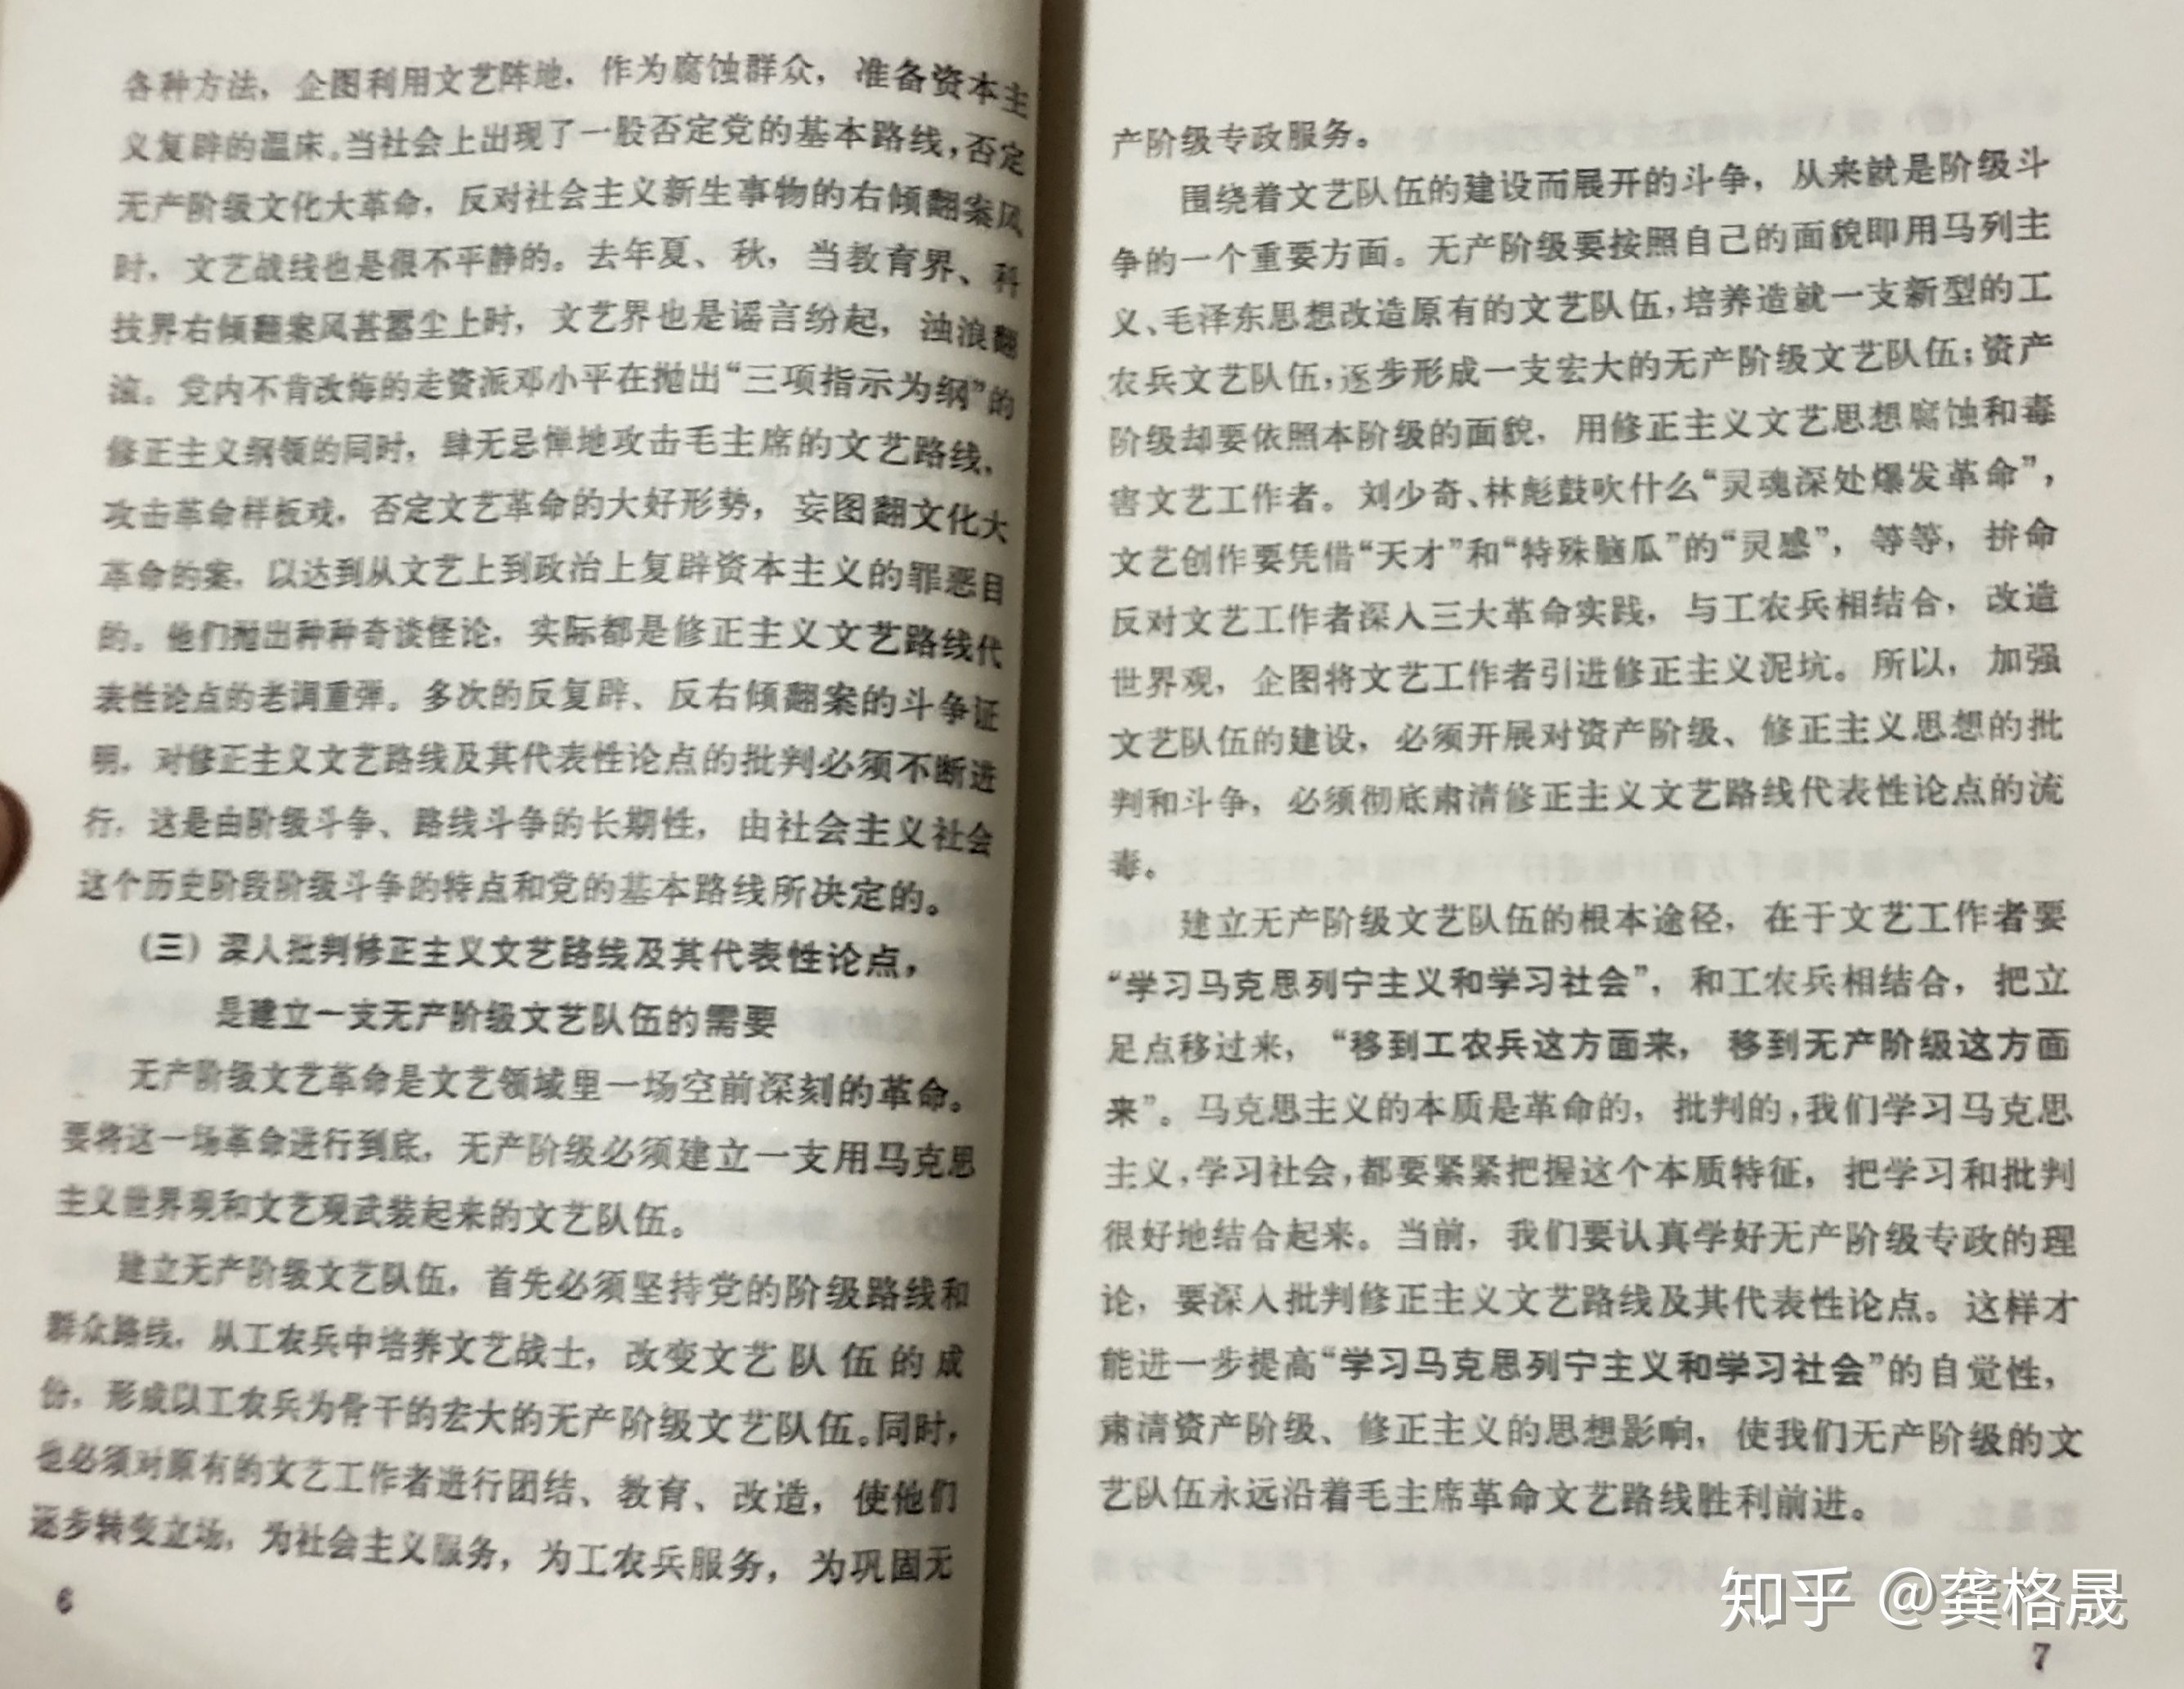 各种方法，企图利用文艺阵地，作为腐蚀群众，准备资本主
义复辟的温床。当社会上出现了一股否定党的基本路线，否定
无产阶级文化大革命，反对社会主义新生事物的右倾翻案风
时，文艺战线也是很不平静的。去年夏、秋，当教育界、科
技界右倾翻案风甚嚣尘上时，文艺界也是谣言纷起，浊浪翻
滚。党内不肯改悔的走资派邓小平在抛出“三项指示为纲”的
修正主义纲领的同时，肆无忌惮地攻击毛主席的文艺路线，
攻击革命样板戏，否定文艺革命的大好形势，妄图翻文化大
革命的案，以达到从文艺上到政治上复辟资本主义的罪恶目
的。他们抛出种种奇谈怪论，实际都是修正主义文艺路线代
表性论点的老调重弹。多次的反复辟、反右倾翻案的斗争证
明，对修正主义文艺路线及其代表性论点的批判必须不断进
行，这是由阶级斗争、路线斗争的长期性，由社会主义社会
这个历史阶段阶级斗争的特点和党的基本路线所决定的。
（三）深入批判修正主义文艺路线及其代表性论点，
是建立一支无产阶级文艺队伍的需要
无产阶级文艺革命是文艺领域里一场空前深刻的革命。
要将这一场革命进行到底，无产阶级必须建立一支用马克思
主义世界观和文艺观武装起来的文艺队伍。
建立无产阶级文艺队伍，首先必须坚持党的阶级路线和
群众路线，从工农兵中培养文艺战士，改变文艺队伍的成
份，形成以工农兵为骨干的宏大的无产阶级文艺队伍。同时，
也必须对原有的文艺工作者进行团结、教育、改造，使他们
逐步转变立场，为社会主义服务，为工农兵服务，为巩固无
6
产阶级专政服务。
围绕着文艺队伍的建设而展开的斗争，从来就是阶级斗
争的一个重要方面。无产阶级要按照自己的面貌即用马列主
义、毛泽东思想改造原有的文艺队伍，培养造就一支新型的工
农兵文艺队伍，逐步形成一支宏大的无产阶级文艺队伍；资产
阶级却要依照本阶级的面貌，用修正主义文艺思想腐蚀和毒
害文艺工作者。刘少奇、林彪鼓吹什么“灵魂深处爆发革命”，
文艺创作要凭借“天才”和“特殊脑瓜”的“灵感”，等等，拚命
反对文艺工作者深入三大革命实践，与工农兵相结合，改造
世界观，企图将文艺工作者引进修正主义泥坑。所以，加强
文艺队伍的建设，必须开展对资产阶级、修正主义思想的批
判和斗争，必须彻底肃清修正主义文艺路线代表性论点的流
毒。
建立无产阶级文艺队伍的根本途径，在于文艺工作者要
“学习马克思列宁主义和学习社会”，和工农兵相结合，把立
足点移过来，“移到工农兵这方面来，移到无产阶级这方面
来”。马克思主义的本质是革命的，批判的，我们学习马克思
主义，学习社会，都要紧紧把握这个本质特征，把学习和批判
很好地结合起来。当前，我们要认真学好无产阶级专政的理
论，要深入批判修正主义文艺路线及其代表性论点。这样才
能进一步提高“学习马克思列宁主义和学习社会”的自觉性，
肃清资产阶级、修正主义的思想影响，使我们无产阶级的文
艺队伍永远沿着毛主席革命文艺路线胜利前进。
知乎 @龚格晟
7